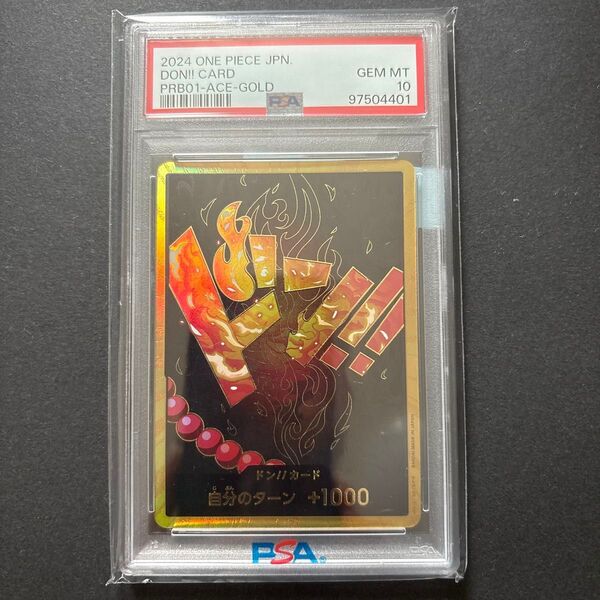 2024 ONE PIECE JPN.
DON!! CARD
GEM MT
PRB01-ACE-GOLD
10
PSA
97504401
ドン!!
ドン!!カード
自分のターン +1000
PSA